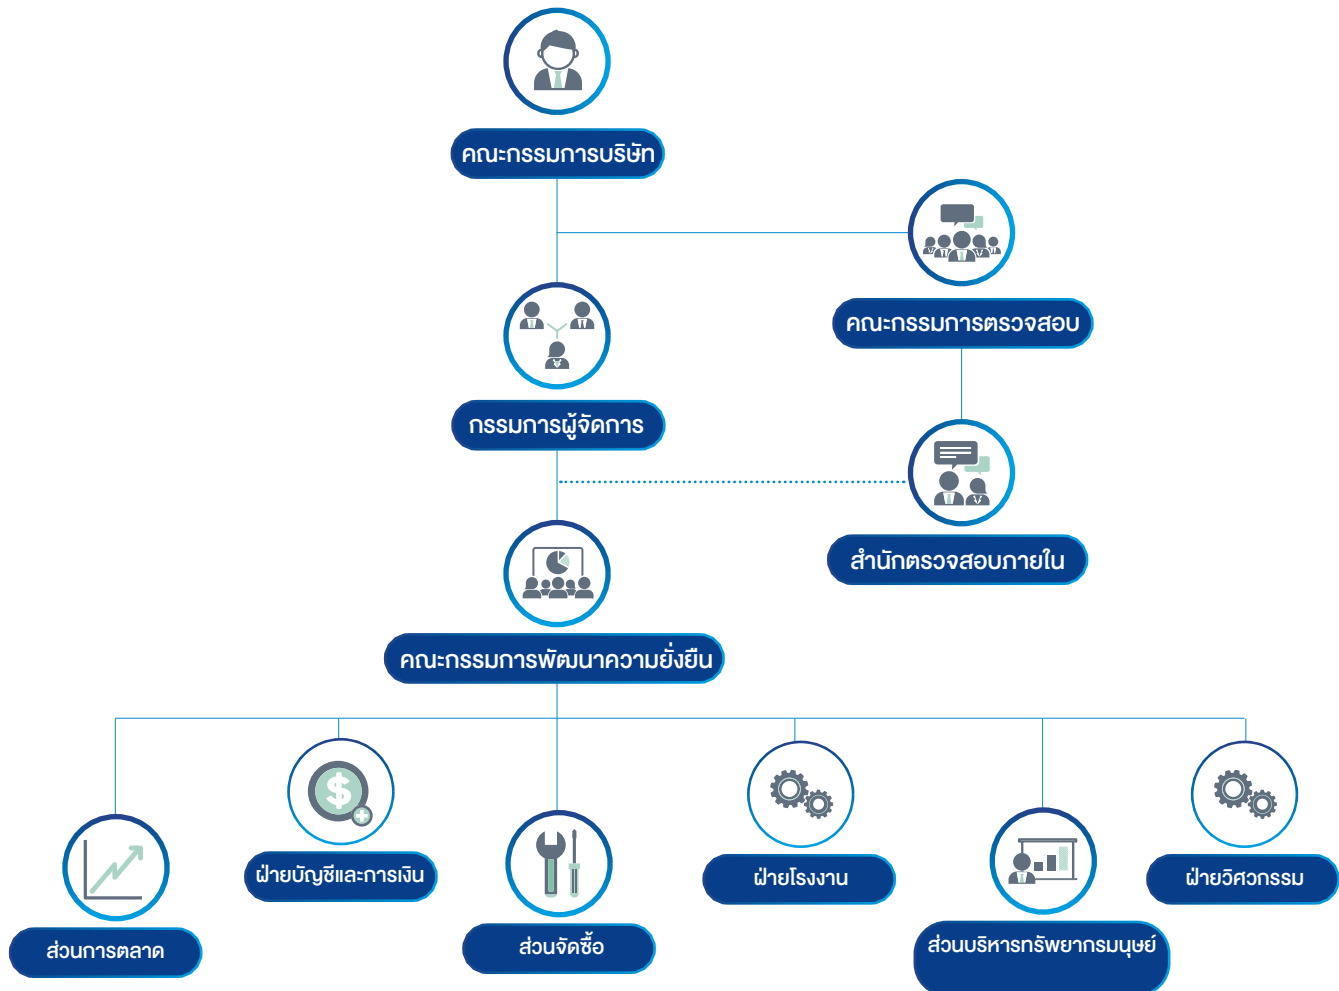 คณะกรรมการบริษัท
คณะกรรมการตรวจสอบ
กรรมการผู้จัดการ
สำนักตรวจสอบภายใน
คณะกรรมการพัฒนาความยั่งยืน
ฝ่ายบัญชีและการเงิน
ฝ่ายโรงงาน
ฝ่ายวิศวกรรม
ส่วนการตลาด
ส่วนจัดซื้อ
ส่วนบริหารทรัพยากรมนุษย์